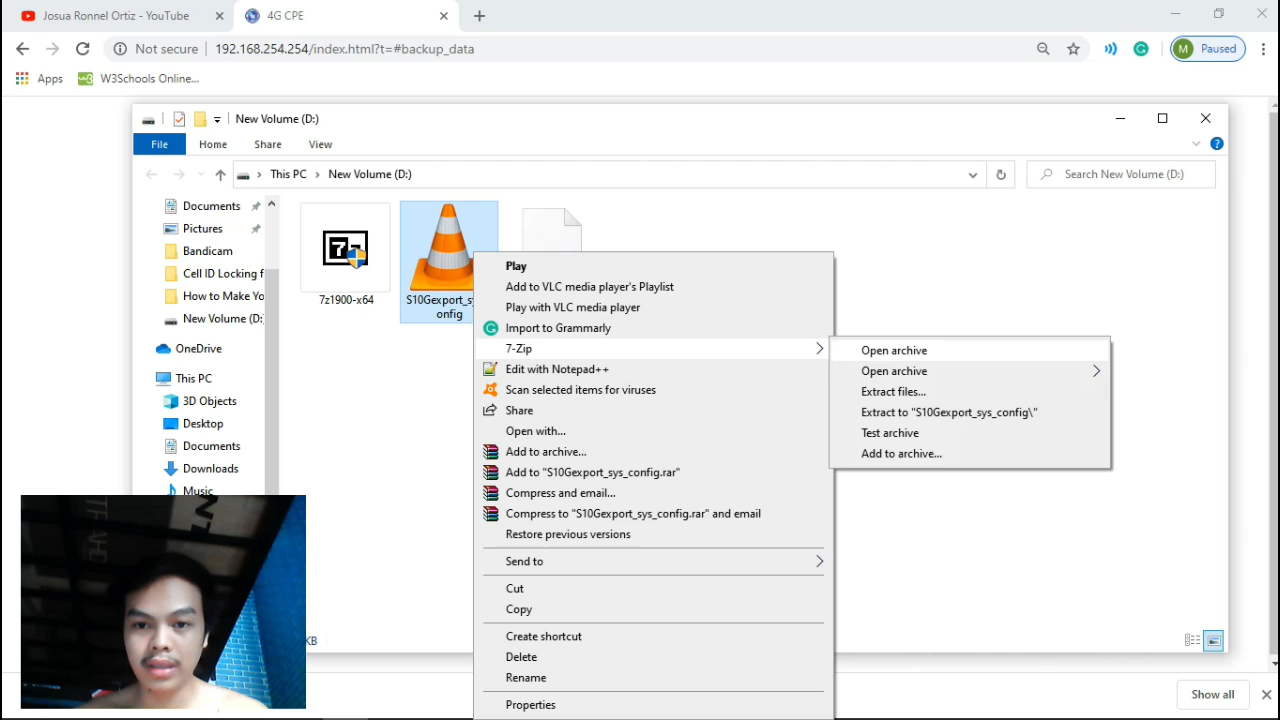 Josua Ronnel Ortiz - YouTube
4G CPE
Not secure
192.168.254.254/index.html?t=#backup_data
M
Paused
Apps
W3Schools Online...
New Volume (D:)
File
Home
Share
View
This PC
New Volume (D:)
Search New Volume (D:)
Documents
Pictures
Bandicam
Cell ID Locking f
How to Make Yo
New Volume (D:
OneDrive
This PC
3D Objects
Desktop
Documents
Downloads
Music
7z1900-x64
S10Gexport_sy
onfig
Play
Add to VLC media player's Playlist
Play with VLC media player
Import to Grammarly
7-Zip
Edit with Notepad++
Scan selected items for viruses
Share
Open with...
Add to archive...
Add to "S10Gexport_sys_config.rar"
Compress and email...
Compress to "S10Gexport_sys_config.rar" and email
Restore previous versions
Send to
Cut
Copy
Create shortcut
Delete
Rename
Properties
Open archive
Open archive
Extract files...
Extract to "S10Gexport_sys_config\"
Test archive
Add to archive...
KB
Show all